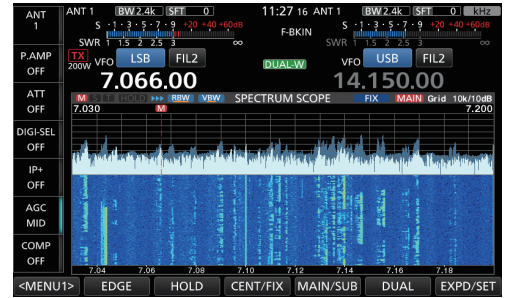 ANT 1 ANT 1 BW 2.4k SFT 0 11:27 16 ANT 1 BW 2.4k SFT 0 kHz
S · 1 · 3 · 5 · 7 · 9 +20 +40 +60dB F-BKIN S · 1 · 3 · 5 · 7 · 9 +20 +40 +60dB
SWR 1 1.5 2 2.5 3 ∞ SWR 1 1.5 2 2.5 3 ∞
P.AMP OFF TX 200W VFO LSB FIL2 DUAL-W VFO USB FIL2
7.066.00 14.150.00
ATT OFF M S T HOLD RBW VBW SPECTRUM SCOPE FIX MAIN Grid 10k/10dB
7.030 M 7.200
DIGI-SEL OFF
IP+ OFF
AGC MID
COMP OFF
7.04 7.06 7.08 7.10 7.12 7.14 7.16 7.18
<MENU1> EDGE HOLD CENT/FIX MAIN/SUB DUAL EXPD/SET